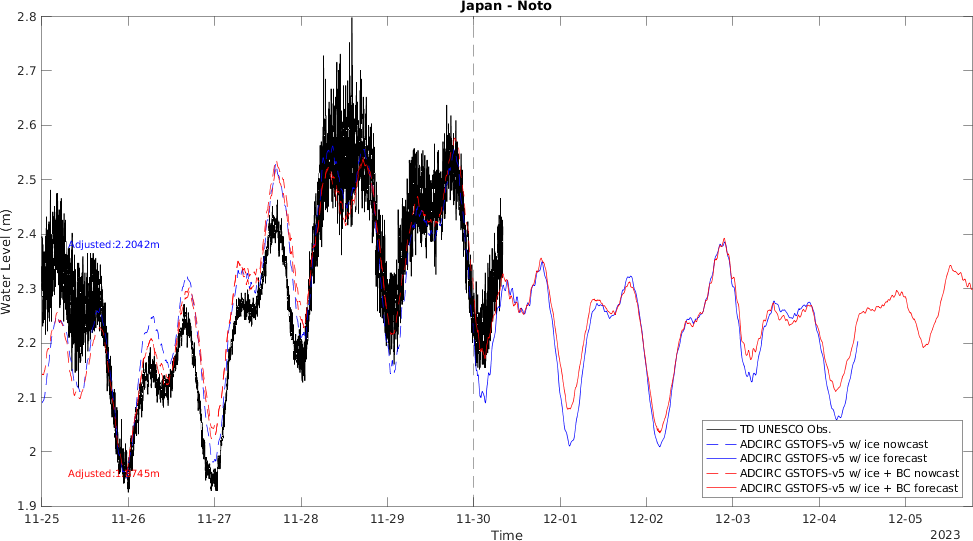 Japan - Noto
Water Level (m)
2.8
2.7
2.6
2.5
2.4
2.3
2.2
2.1
2
1.9
Adjusted:2.2042m
TD UNESCO Obs.
ADCIRC GSTOFS-v5 w/ ice nowcast
ADCIRC GSTOFS-v5 w/ ice forecast
ADCIRC GSTOFS-v5 w/ ice + BC nowcast
ADCIRC GSTOFS-v5 w/ ice + BC forecast
11-25
11-26
11-27
11-28
11-29
11-30
12-01
12-02
12-03
12-04
12-05
Time
2023